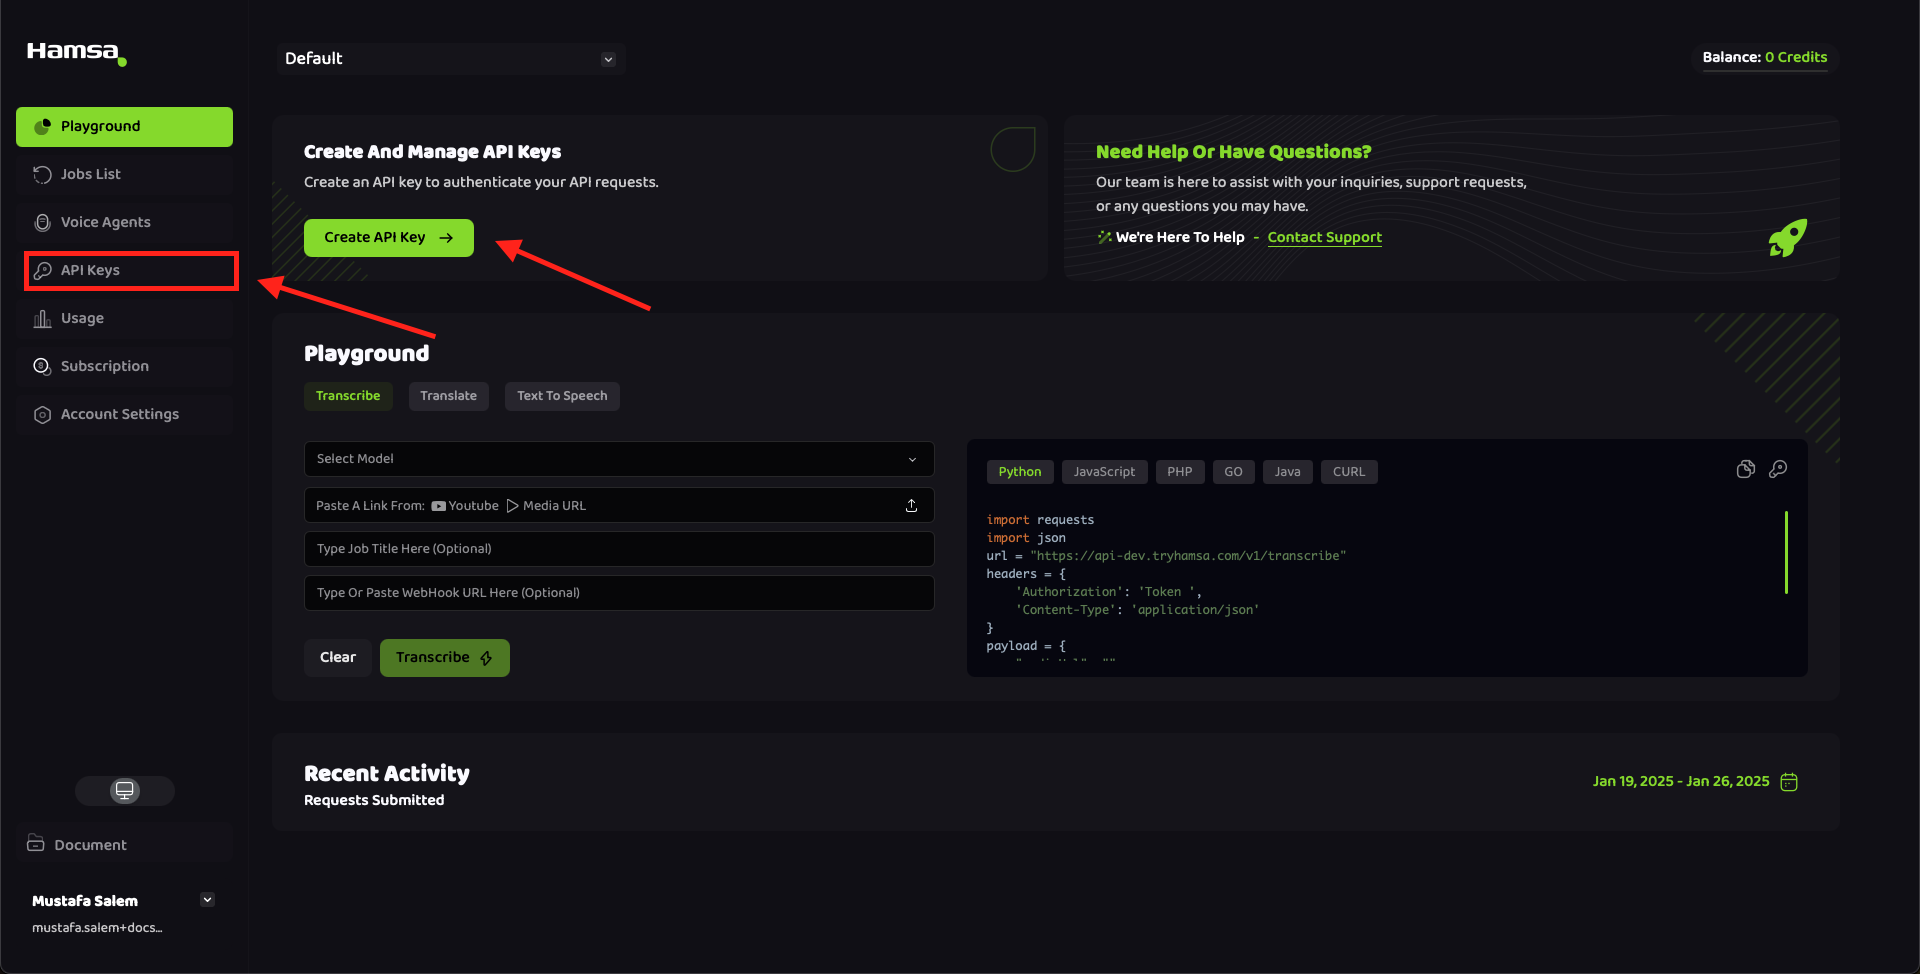 Hamsa
Playground
Jobs List
Voice Agents
API Keys
Usage
Subscription
Account Settings
Document
Mustafa Salem
mustafa.salem+docs...
Default
Balance: 0 Credits
Create And Manage API Keys
Create an API key to authenticate your API requests.
Create API Key
Need Help Or Have Questions?
Our team is here to assist with your inquiries, support requests,
or any questions you may have.
We're Here To Help - Contact Support
Playground
Transcribe Translate Text To Speech
Select Model
Paste A Link From: Youtube Media URL
Type Job Title Here (Optional)
Type Or Paste WebHook URL Here (Optional)
Clear Transcribe
Python JavaScript PHP GO Java CURL
import requests
import json
url = "https://api-dev.tryhamsa.com/v1/transcribe"
headers = {
'Authorization': 'Token ',
'Content-Type': 'application/json'
}
payload = {
Recent Activity
Requests Submitted
Jan 19, 2025 - Jan 26, 2025